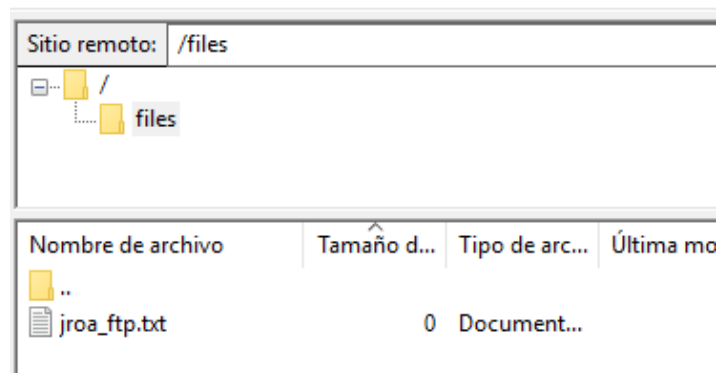 Sitio remoto: /files
/
files
Nombre de archivo Tamaño d... Tipo de arc... Última mo
..
jroa_ftp.txt 0 Document...